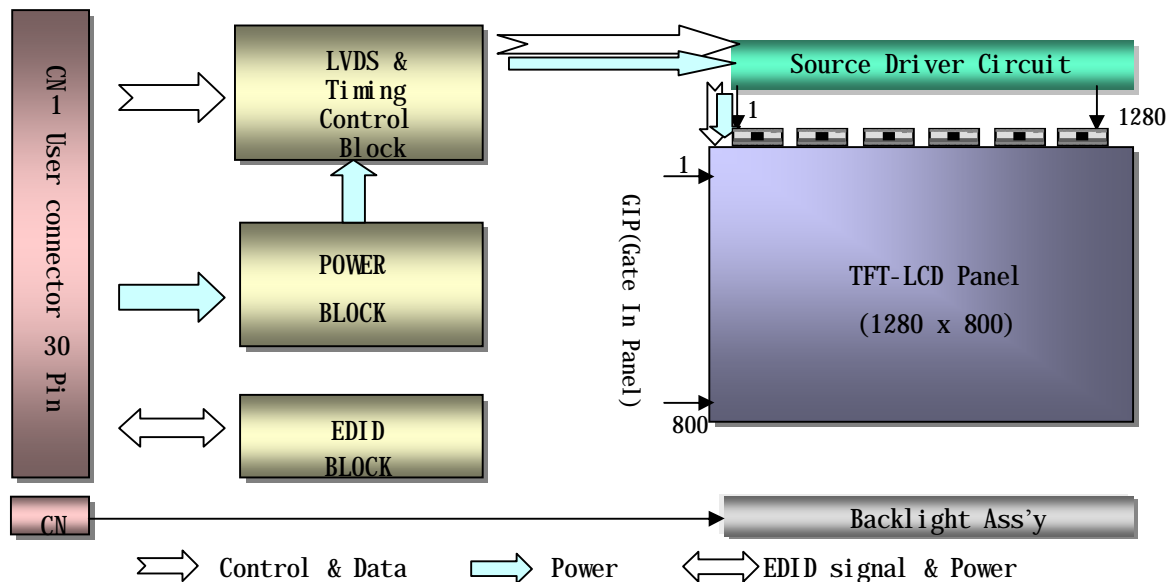 CN1 User connector 30 Pin
LVDS &
Timing
Control
Block
POWER
BLOCK
EDID
BLOCK
Source Driver Circuit
1
1280
1
GIP(Gate In Panel)
800
TFT-LCD Panel
(1280 x 800)
CN
Backlight Ass'y
Control & Data
Power
EDID signal & Power